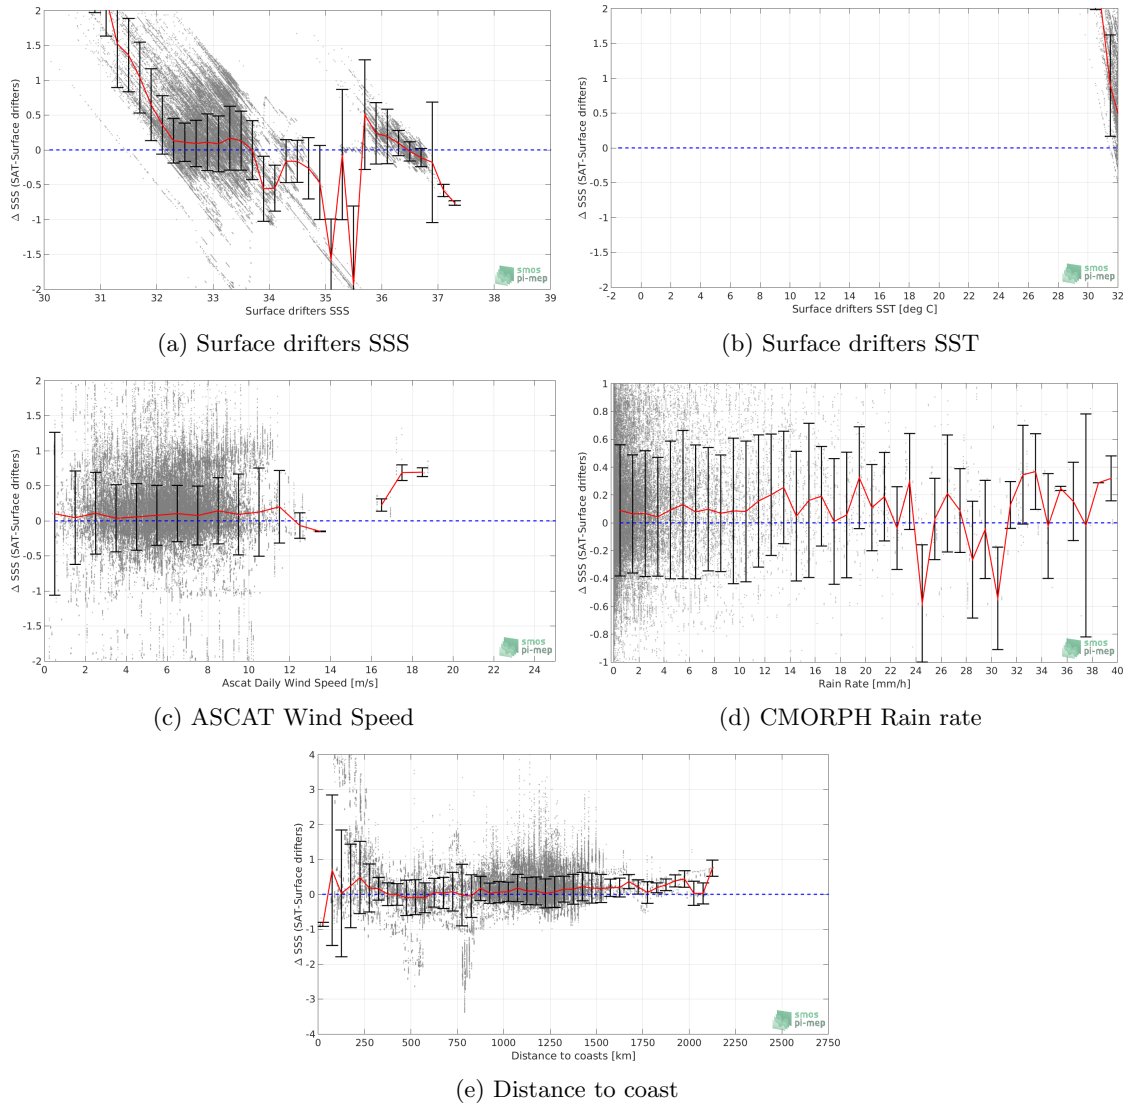 Δ SSS (SAT-Surface drifters)
2
1.5
1
0.5
0
-0.5
-1
-1.5
-2
30 31 32 33 34 35 36 37 38 39
Surface drifters SSS
smos
pi-mep
(a) Surface drifters SSS
Δ SSS (SAT-Surface drifters)
2
1.5
1
0.5
0
-0.5
-1
-1.5
-2
-2 0 2 4 6 8 10 12 14 16 18 20 22 24 26 28 30 32
Surface drifters SST [deg C]
smos
pi-mep
(b) Surface drifters SST
Δ SSS (SAT-Surface drifters)
2
1.5
1
0.5
0
-0.5
-1
-1.5
-2
0 2 4 6 8 10 12 14 16 18 20 22 24
Ascat Daily Wind Speed [m/s]
smos
pi-mep
(c) ASCAT Wind Speed
Δ SSS (SAT-Surface drifters)
1
0.8
0.6
0.4
0.2
0
-0.2
-0.4
-0.6
-0.8
-1
0 2 4 6 8 10 12 14 16 18 20 22 24 26 28 30 32 34 36 38 40
Rain Rate [mm/h]
smos
pi-mep
(d) CMORPH Rain rate
Δ SSS (SAT-Surface drifters)
4
3
2
1
0
-1
-2
-3
-4
0 250 500 750 1000 1250 1500 1750 2000 2250 2500 2750
Distance to coasts [km]
smos
pi-mep
(e) Distance to coast